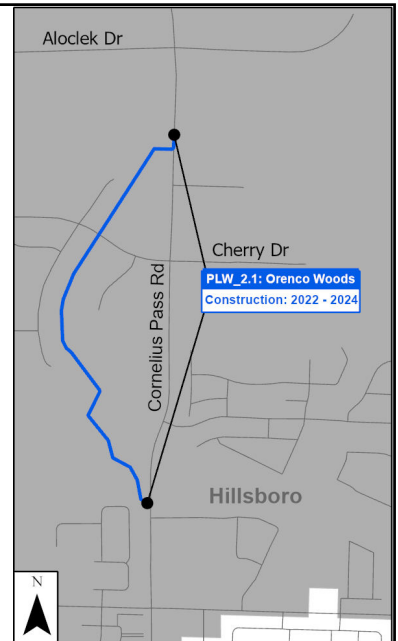 Aloclek Dr
Cherry Dr
PLW_2.1: Orenco Woods
Construction: 2022 - 2024
Cornelius Pass Rd
Hillsboro
N